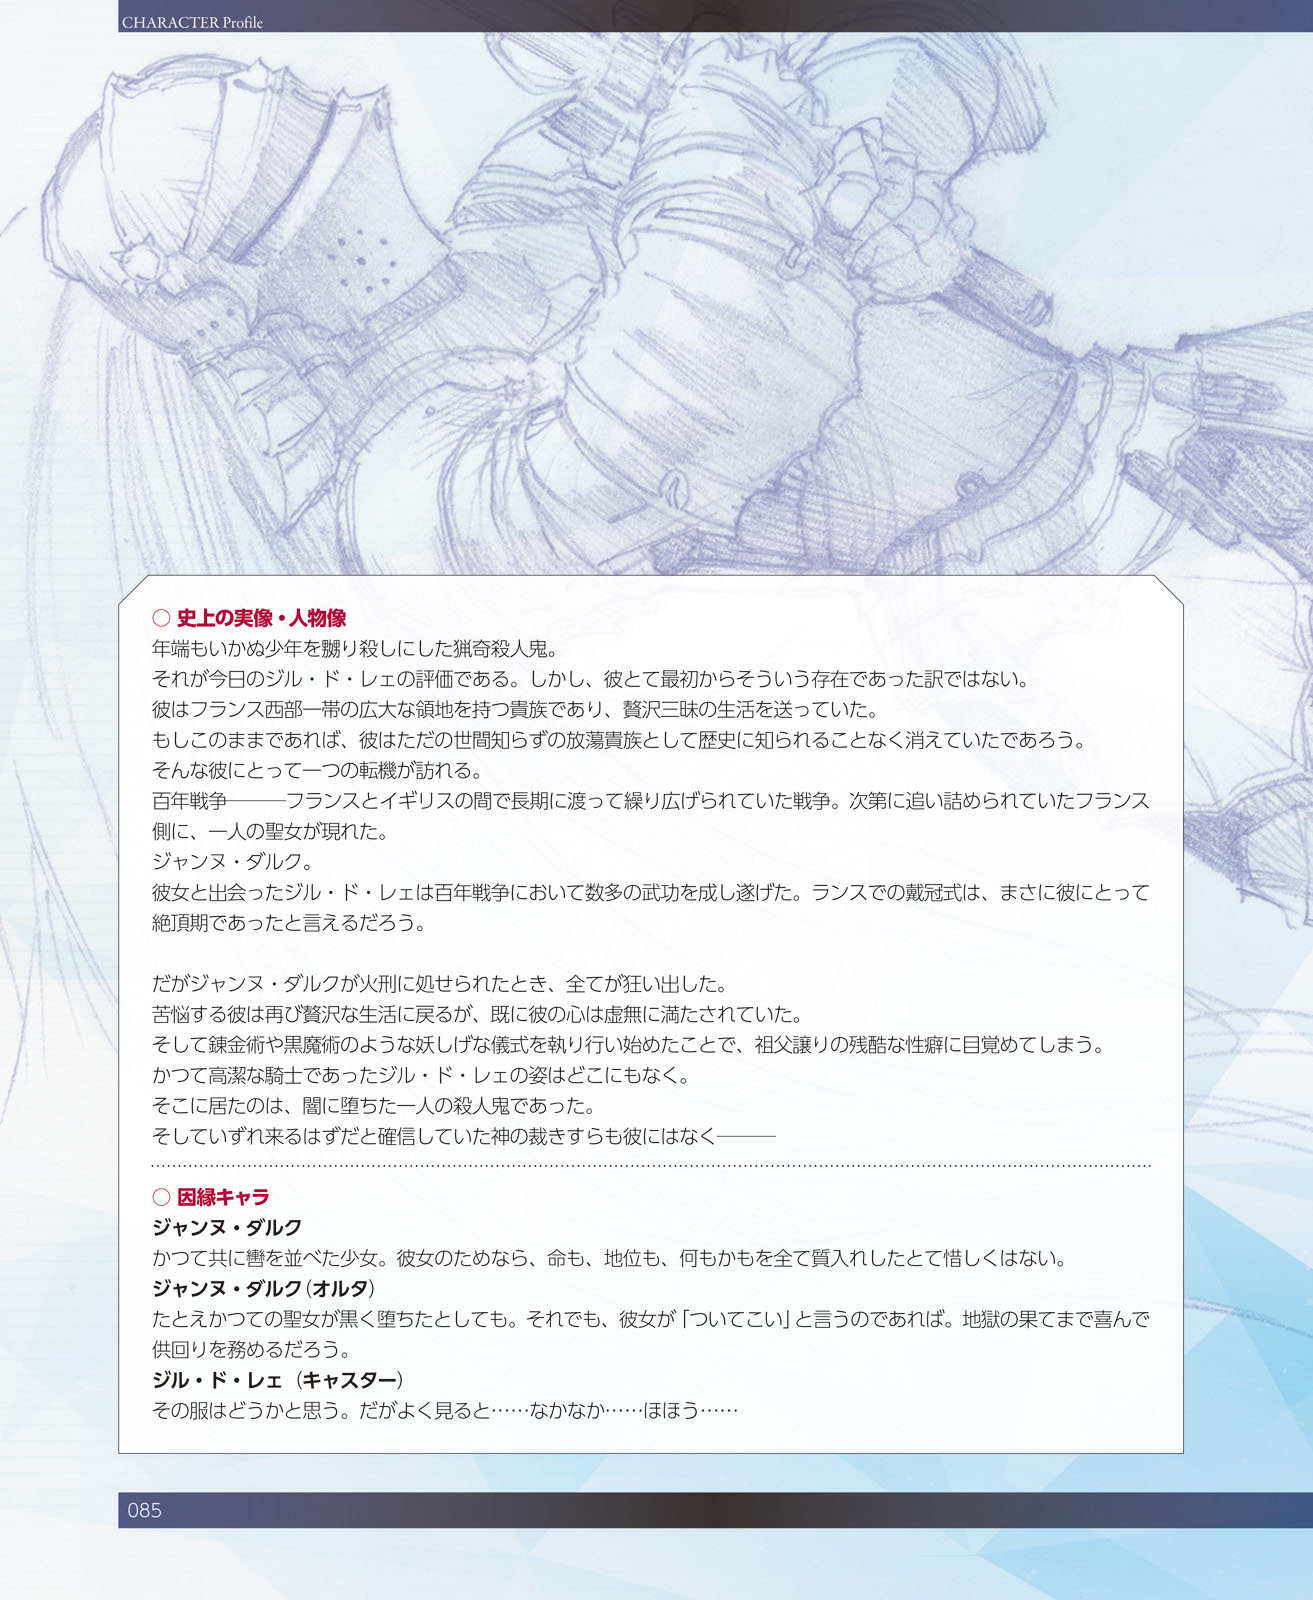 CHARACTER Profile
○ 史上の実像・人物像
年端もいかぬ少年を嬲り殺しにした猟奇殺人鬼。
それが今日のジル・ド・レェの評価である。しかし、彼とて最初からそういう存在であった訳ではない。
彼はフランス西部一帯の広大な領地を持つ貴族であり、贅沢三昧の生活を送っていた。
もしこのままであれば、彼はただの世間知らずの放蕩貴族として歴史に知られることなく消えていたであろう。
そんな彼にとって一つの転機が訪れる。
百年戦争―――フランスとイギリスの間で長期に渡って繰り広げられていた戦争。次第に追い詰められていたフランス
側に、一人の聖女が現れた。
ジャンヌ・ダルク。
彼女と出会ったジル・ド・レェは百年戦争において数多の武功を成し遂げた。ランスでの戴冠式は、まさに彼にとって
絶頂期であったと言えるだろう。
だがジャンヌ・ダルクが火刑に処せられたとき、全てが狂い出した。
苦悩する彼は再び贅沢な生活に戻るが、既に彼の心は虚無に満たされていた。
そして錬金術や黒魔術のような妖しげな儀式を執り行い始めたことで、祖父譲りの残酷な性癖に目覚めてしまう。
かつて高潔な騎士であったジル・ド・レェの姿はどこにもなく。
そこに居たのは、闇に堕ちた一人の殺人鬼であった。
そしていずれ来るはずだと確信していた神の裁きすらも彼にはなく―――
○ 因縁キャラ
ジャンヌ・ダルク
かつて共に轡を並べた少女。彼女のためなら、命も、地位も、何もかもを全て質入れしたとて惜しくはない。
ジャンヌ・ダルク（オルタ）
たとえかつての聖女が黒く堕ちたとしても。それでも、彼女が「ついてこい」と言うのであれば。地獄の果てまで喜んで
供回りを務めるだろう。
ジル・ド・レェ（キャスター）
その服はどうかと思う。だがよく見ると……なかなか……ほほう……
085